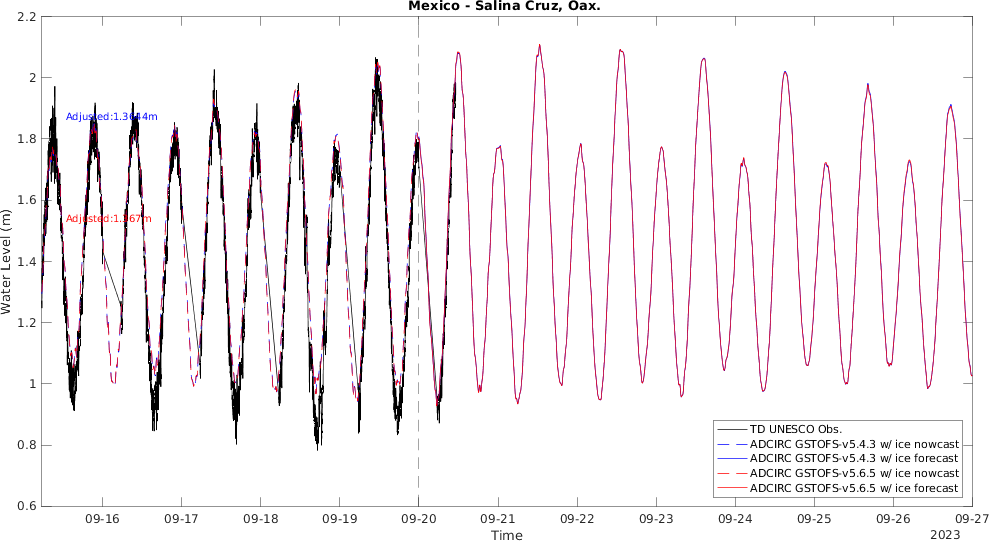 Mexico - Salina Cruz, Oax.
2.2
2
1.8
1.6
1.4
1.2
1
0.8
0.6
Water Level (m)
Adjusted:1.3644m
Adjusted:1.367m
TD UNESCO Obs.
ADCIRC GSTOFS-v5.4.3 w/ ice nowcast
ADCIRC GSTOFS-v5.4.3 w/ ice forecast
ADCIRC GSTOFS-v5.6.5 w/ ice nowcast
ADCIRC GSTOFS-v5.6.5 w/ ice forecast
09-16 09-17 09-18 09-19 09-20 09-21 09-22 09-23 09-24 09-25 09-26 09-27
Time
2023